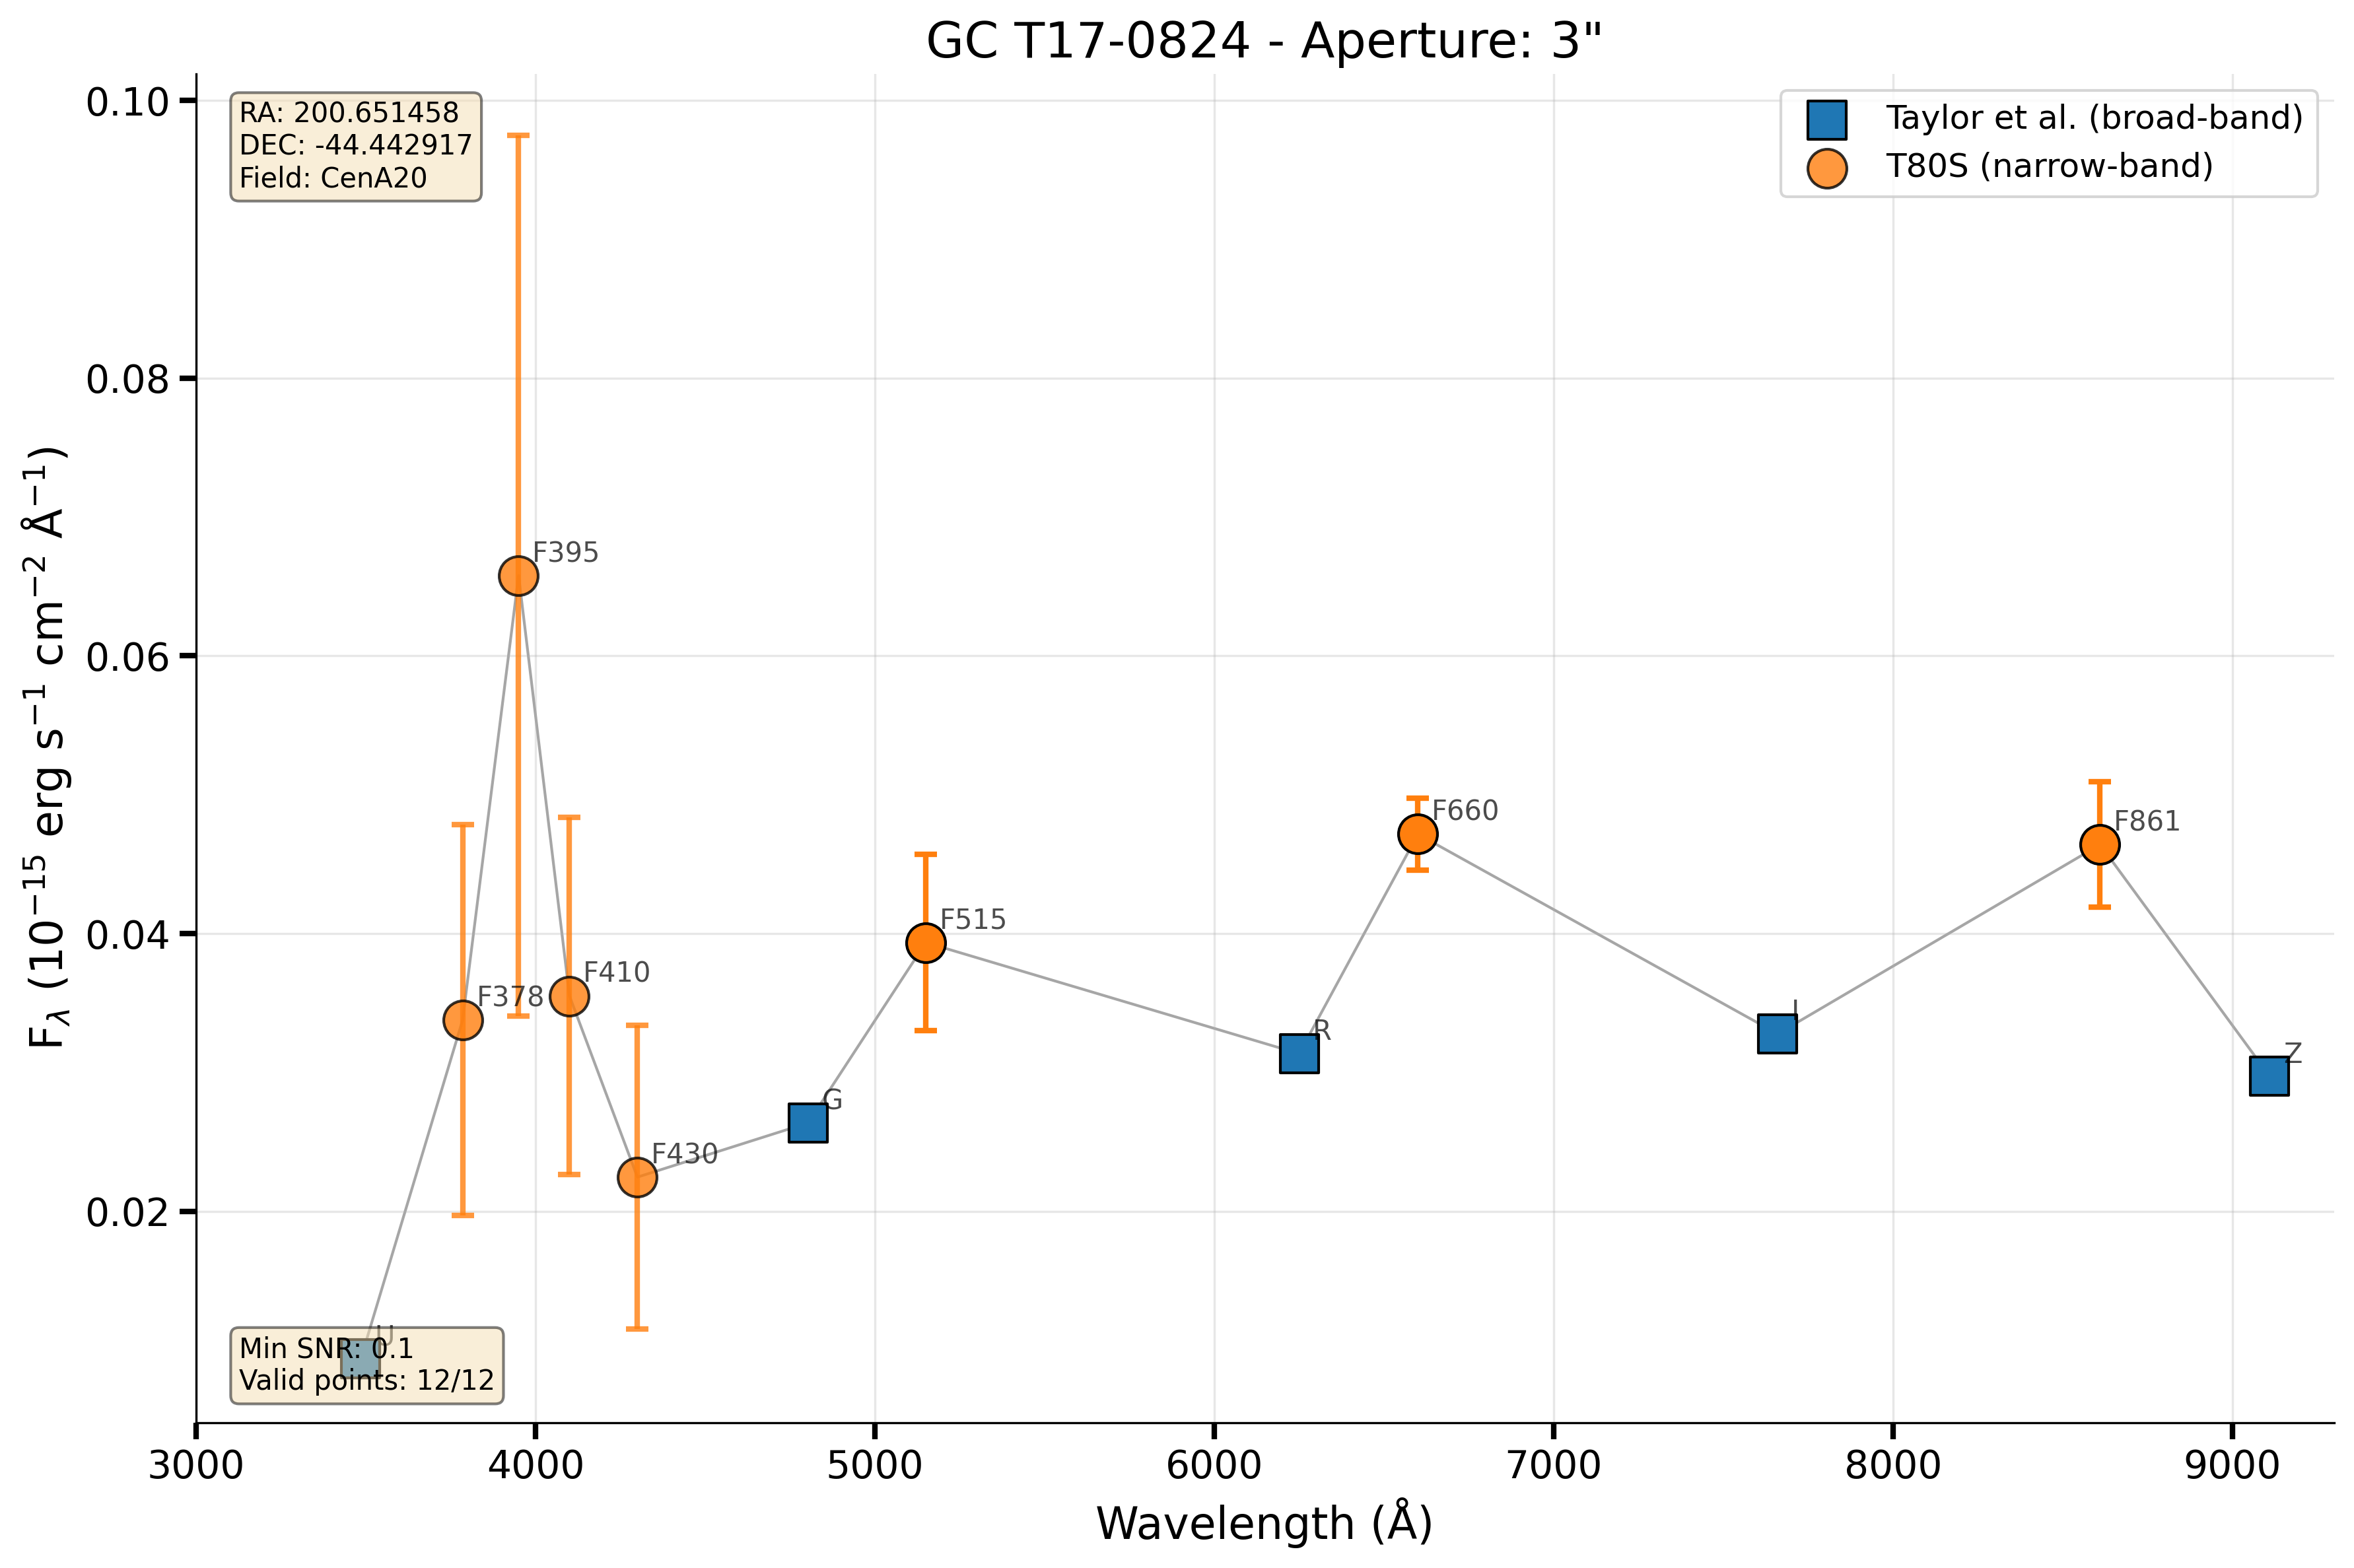 GC T17-0824 - Aperture: 3"
RA: 200.651458
DEC: -44.442917
Field: CenA20
Taylor et al. (broad-band)
T80S (narrow-band)
F_λ (10⁻¹⁵ erg s⁻¹ cm⁻² Å⁻¹)
0.10
0.08
0.06
0.04
0.02
F395
F378
F410
F430
G
F515
R
F660
I
F861
Z
U
Min SNR: 0.1
Valid points: 12/12
3000
4000
5000
6000
7000
8000
9000
Wavelength (Å)